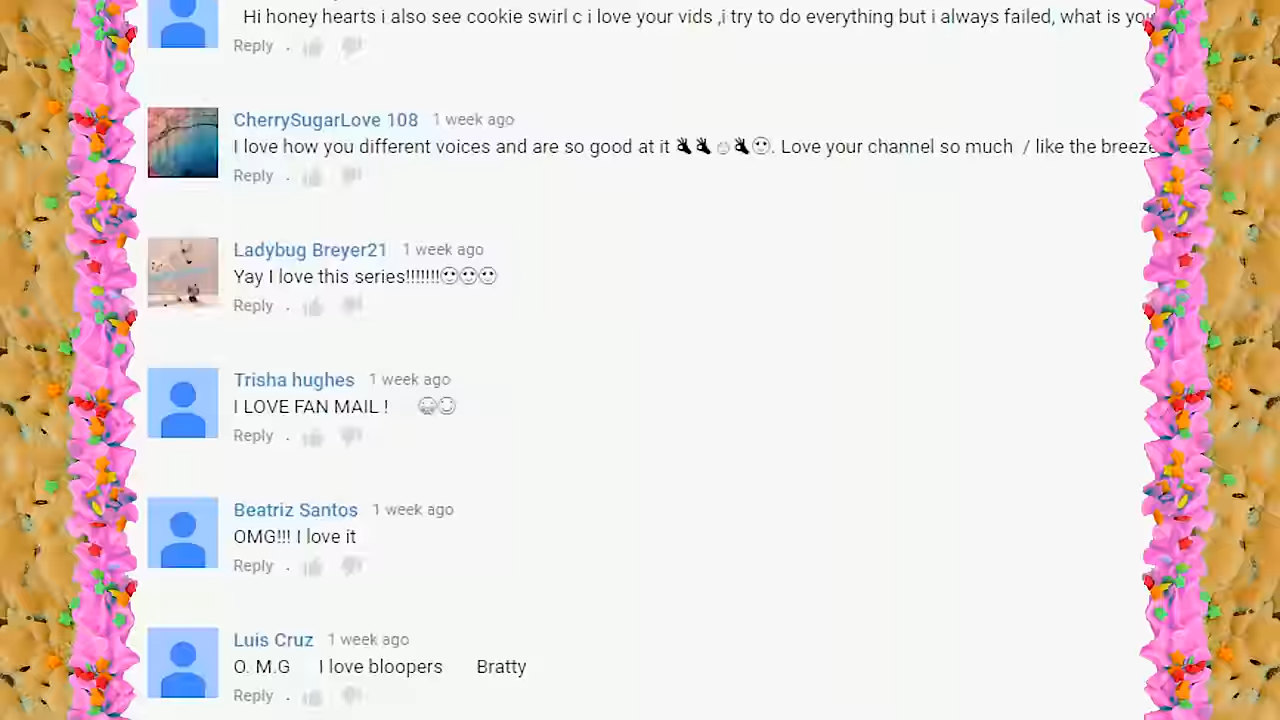 Hi honey hearts i also see cookie swirl c i love your vids ,i try to do everything but i always failed, what is
Reply .
CherrySugarLove 108 1 week ago
I love how you different voices and are so good at it . Love your channel so much / like the
Reply .
Ladybug Breyer21 1 week ago
Yay I love this series!!!!!!!🙂🙂🙂
Reply .
Trisha hughes 1 week ago
I LOVE FAN MAIL !
Reply .
Beatriz Santos 1 week ago
OMG!!! I love it
Reply .
Luis Cruz 1 week ago
O. M.G I love bloopers Bratty
Reply .